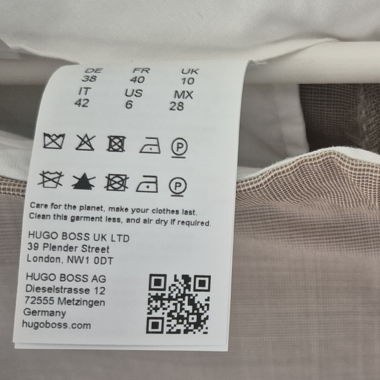 DE FR UK
38 40 10
IT US MX
42 6 28
Care for the planet, make your clothes last.
Clean this garment less, and air dry if required.
HUGO BOSS UK LTD
39 Plender Street
London, NW1 0DT
HUGO BOSS AG
Dieselstrasse 12
72555 Metzingen
Germany
hugoboss.com